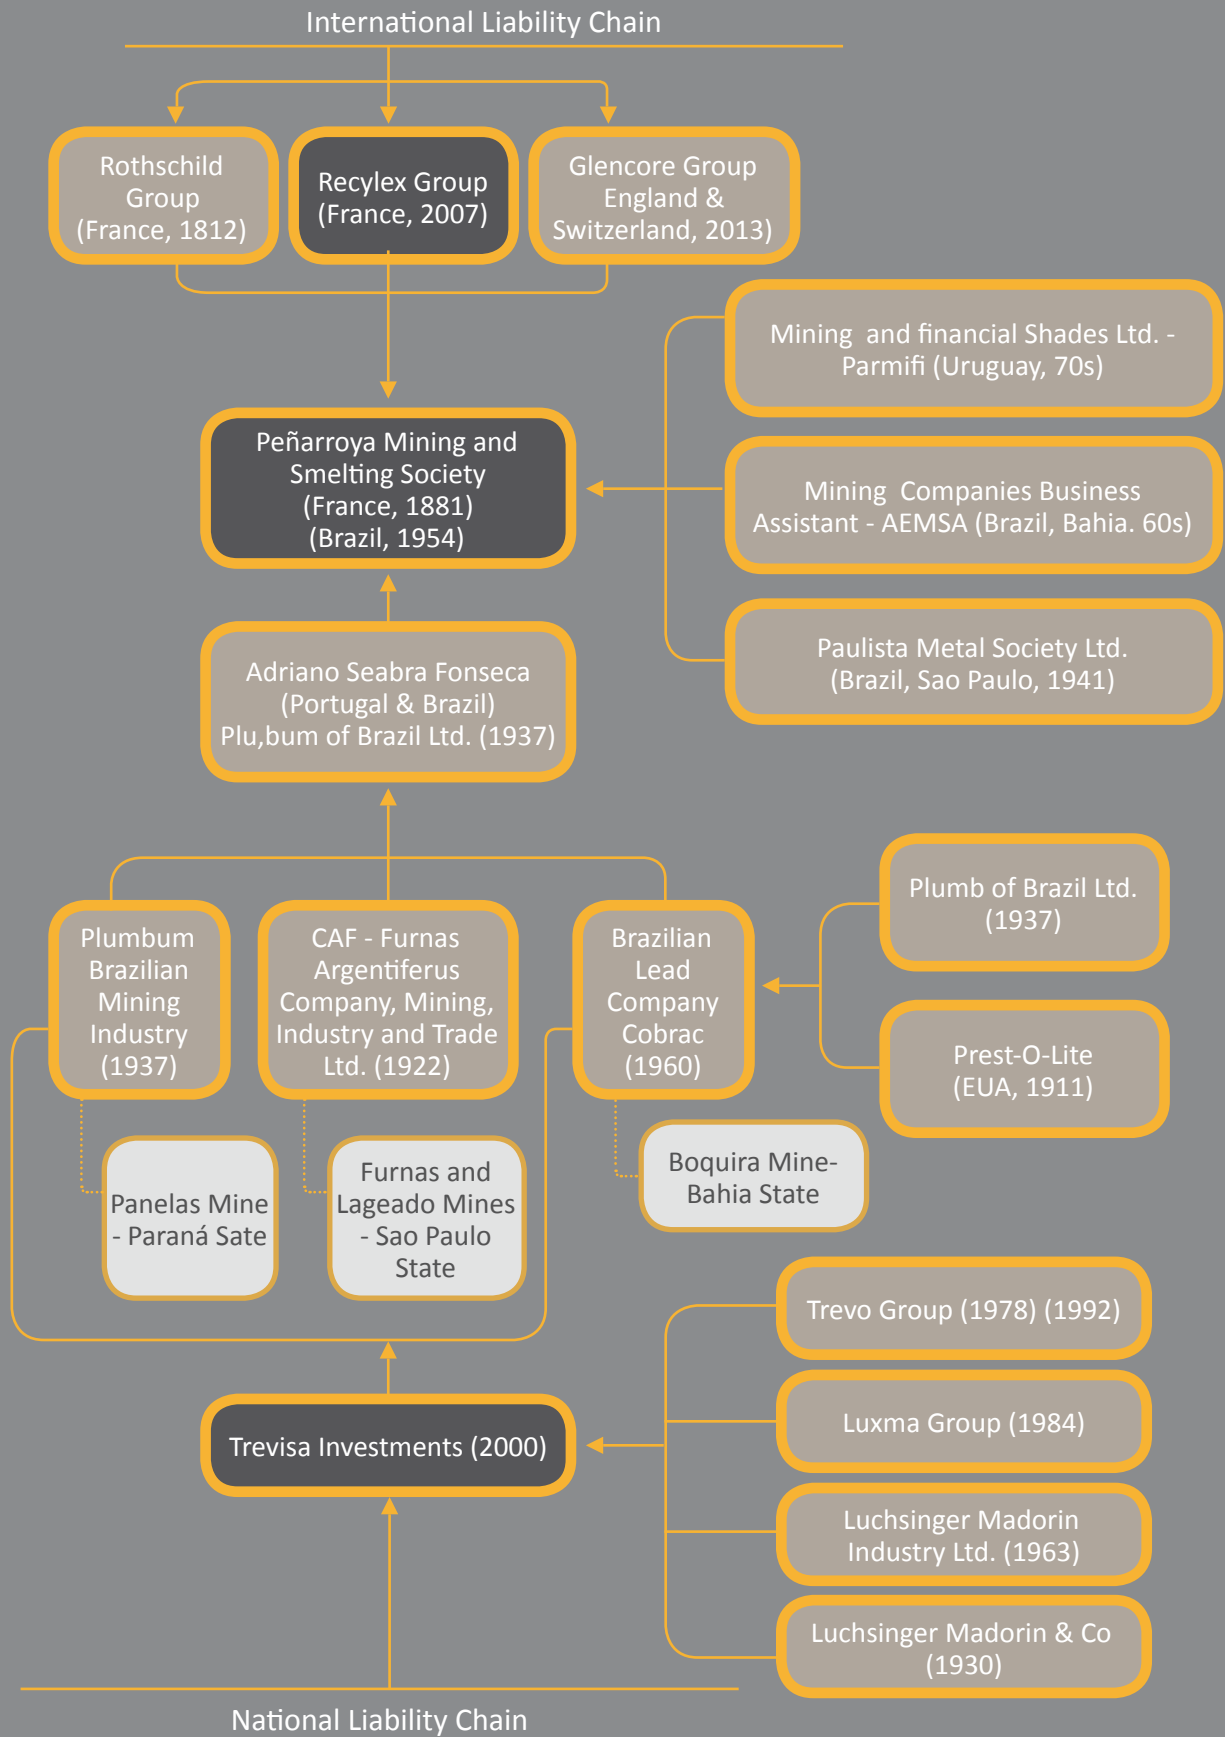 International Liability Chain
Rothschild
Group
(France, 1812)
Recylex Group
(France, 2007)
Glencore Group
England &
Switzerland, 2013)
Mining and financial Shades Ltd. -
Parmifi (Uruguay, 70s)
Peñarroya Mining and
Smelting Society
(France, 1881)
(Brazil, 1954)
Mining Companies Business
Assistant - AEMSA (Brazil, Bahia. 60s)
Paulista Metal Society Ltd.
(Brazil, Sao Paulo, 1941)
Adriano Seabra Fonseca
(Portugal & Brazil)
Plu,bum of Brazil Ltd. (1937)
Plumbum
Brazilian
Mining
Industry
(1937)
CAF - Furnas
Argentiferus
Company, Mining,
Industry and Trade
Ltd. (1922)
Brazilian
Lead
Company
Cobrac
(1960)
Plumb of Brazil Ltd.
(1937)
Prest-O-Lite
(EUA, 1911)
Panelas Mine
- Paraná Sate
Furnas and
Lageado Mines
- Sao Paulo
State
Boquira Mine-
Bahia State
Trevo Group (1978) (1992)
Luxma Group (1984)
Trevisa Investments (2000)
Luchsinger Madorin
Industry Ltd. (1963)
Luchsinger Madorin & Co
(1930)
National Liability Chain